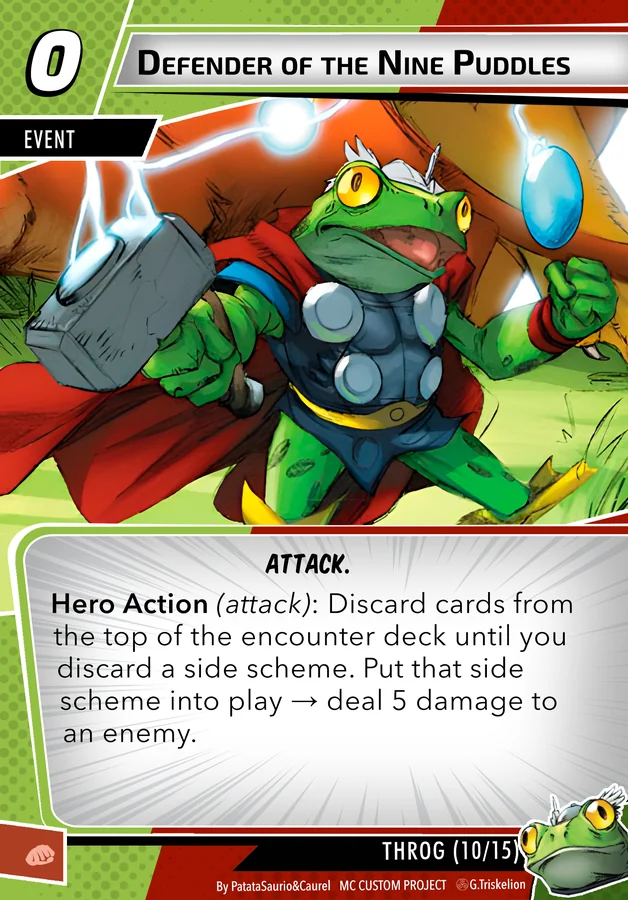 0
DEFENDER OF THE NINE PUDDLES
EVENT
ATTACK.
Hero Action (attack): Discard cards from
the top of the encounter deck until you
discard a side scheme. Put that side
scheme into play → deal 5 damage to
an enemy.
THROG (10/15)
By PatataSaurio&Caurel MC CUSTOM PROJECT G.Triskelion